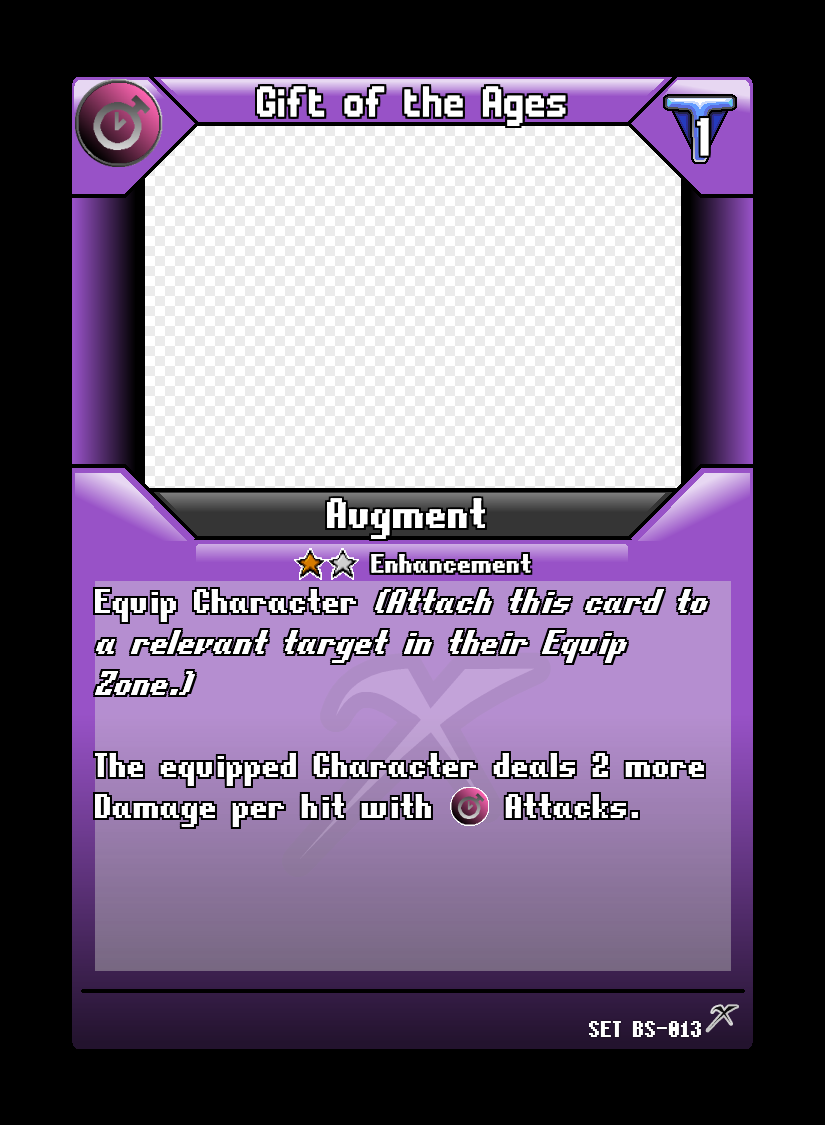 Gift of the Ages
T
1
Augment
Enhancement
Equip Character (Attach this card to
a relevant target in their Equip
Zone.)
The equipped Character deals 2 more
Damage per hit with Attacks.
SET BS-013